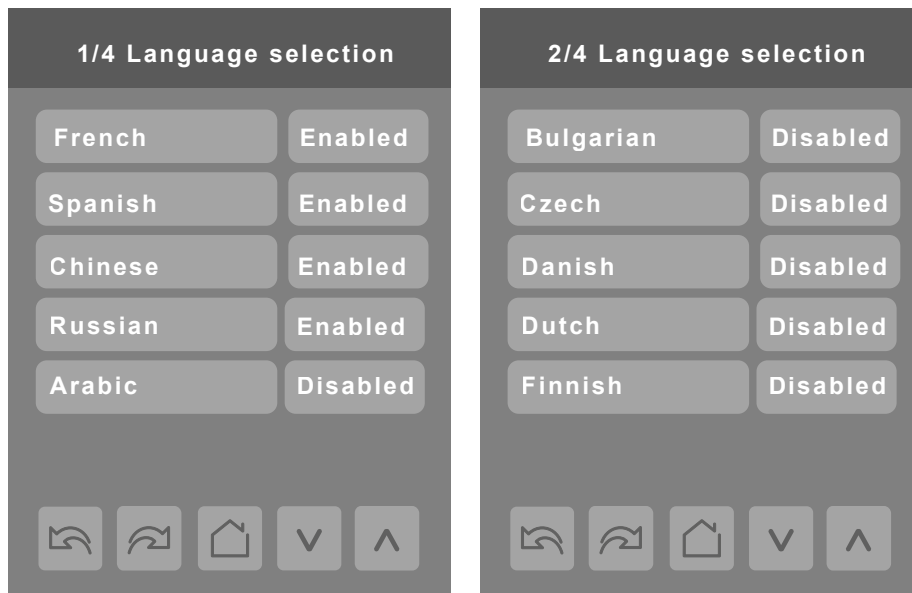 1/4 Language selection
French Enabled
Spanish Enabled
Chinese Enabled
Russian Enabled
Arabic Disabled
2/4 Language selection
Bulgarian Disabled
Czech Disabled
Danish Disabled
Dutch Disabled
Finnish Disabled